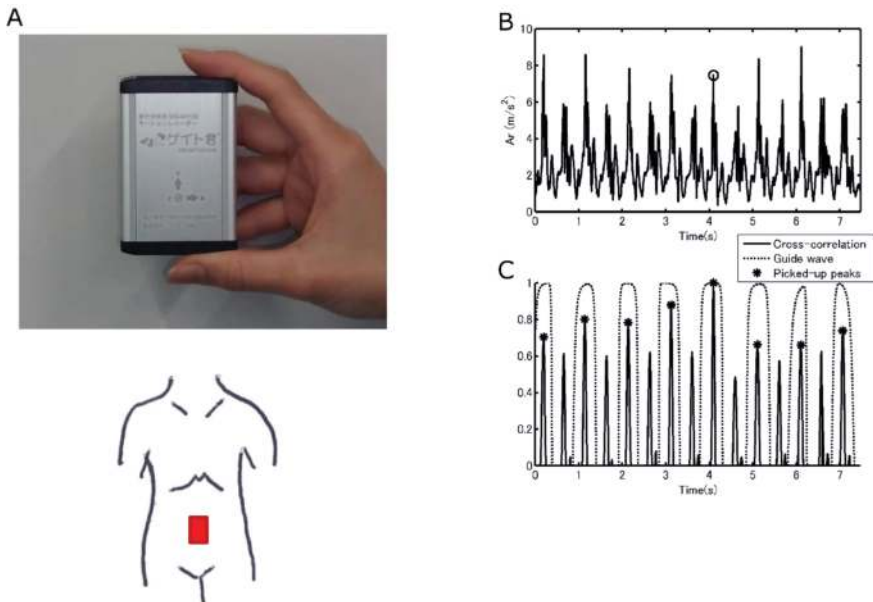 A
ゲイト君
B
Ar (m/s²)
10
8
6
4
2
0
0 1 2 3 4 5 6 7
Time(s)
Cross-correlation
Guide wave
Picked-up peaks
C
1
0.8
0.6
0.4
0.2
0
0 1 2 3 4 5 6 7
Time(s)